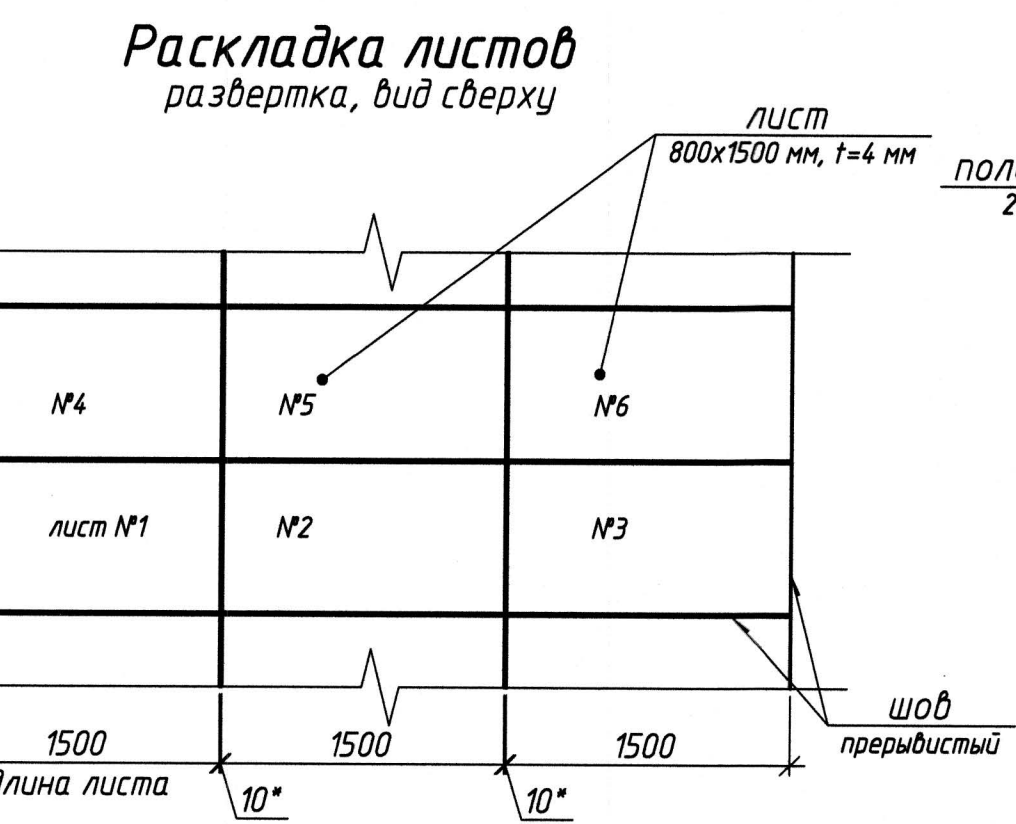 Раскладка листов
развертка, вид сверху
лист
800х1500 мм, t=4 мм
№4
№5
№6
лист №1
№2
№3
шов
прерывистый
1500
1500
1500
длина листа
10*
10*